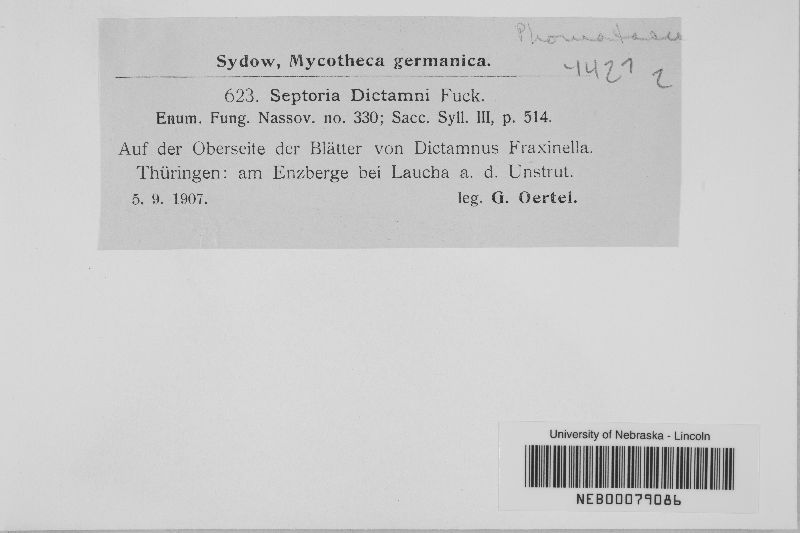 Phomataceae
Sydow, Mycotheca germanica.
4421 2
623. Septoria Dictamni Fuck.
Enum. Fung. Nassov. no. 330; Sacc. Syll. III, p. 514.
Auf der Oberseite der Blätter von Dictamnus Fraxinella.
Thüringen: am Enzberge bei Laucha a. d. Unstrut.
5. 9. 1907. leg. G. Oertel.
University of Nebraska - Lincoln
NEB00079086